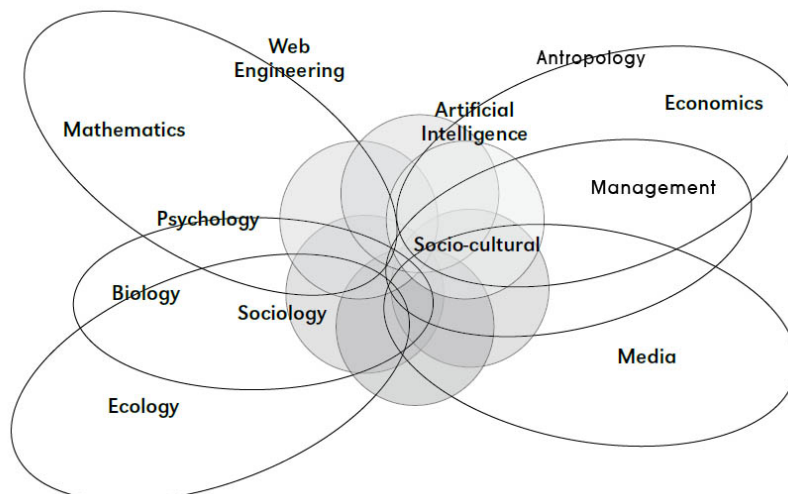 Web
Engineering
Antropology
Economics
Artificial
Intelligence
Mathematics
Management
Psychology
Socio-cultural
Biology
Sociology
Media
Ecology